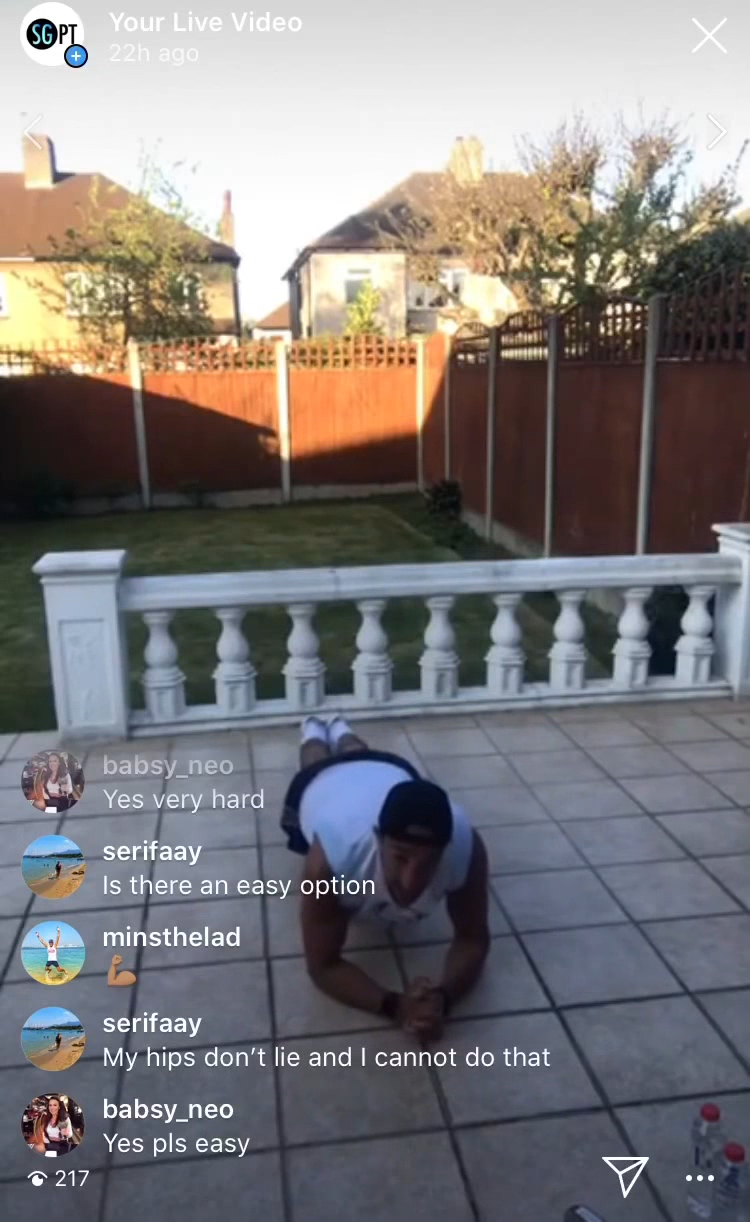 SGPT
Your Live Video
22h ago
babsy_neo
Yes very hard
serifaay
Is there an easy option
minsthelad
💪🏽
serifaay
My hips don’t lie and I cannot do that
babsy_neo
Yes pls easy
217